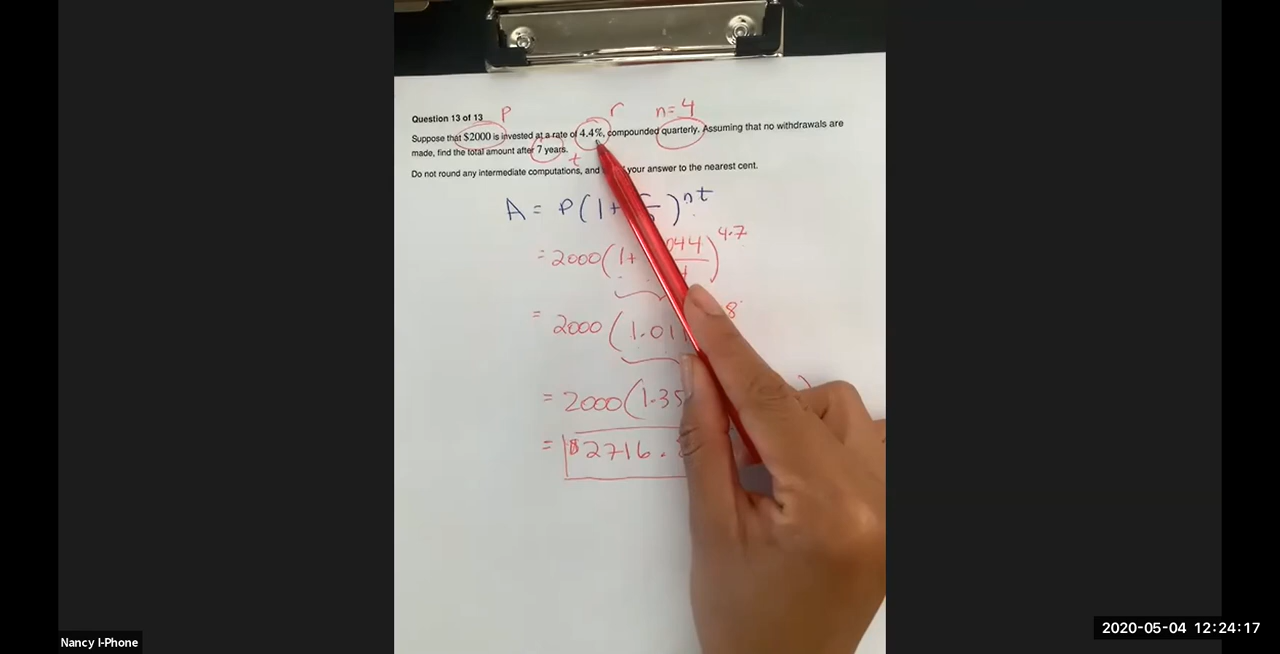 Question 13 of 13 P r n=4
Suppose that $2000 is invested at a rate of 4.4%, compounded quarterly. Assuming that no withdrawals are
made, find the total amount after 7 years. t
Do not round any intermediate computations, and your answer to the nearest cent.
A = P(1+ )^nt
=2000(1+ 044)^4·7
= 2000 (1.011 8
= 2000(1.35 )
= $2716.
Nancy I-Phone
2020-05-04 12:24:17